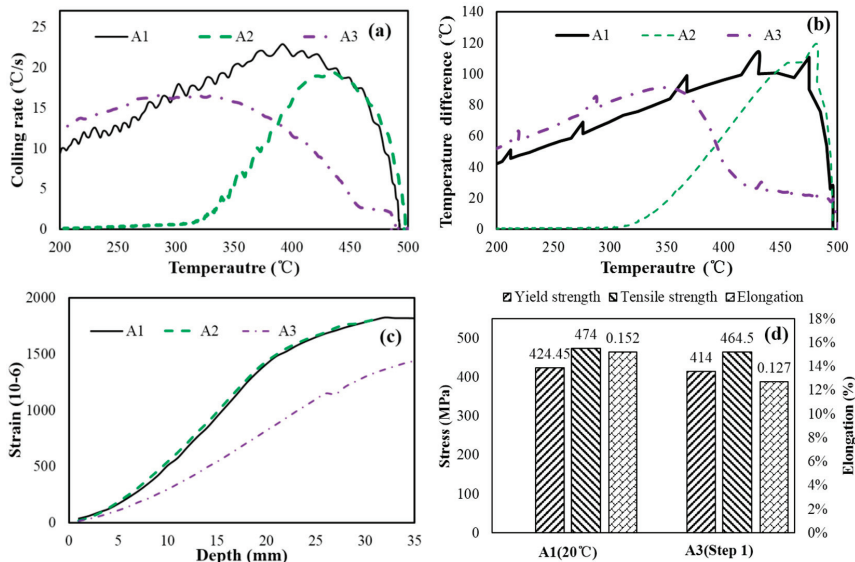 25
20
15
10
5
0
Colling rate (℃/s)
A1 A2 A3 (a)
200 250 300 350 400 450 500
Temperautre (℃)
140
120
100
80
60
40
20
0
Temperature difference (℃)
A1 A2 A3 (b)
200 300 400 500
Temperautre (℃)
2000
1500
1000
500
0
Strain (10-6)
A1 A2 A3 (c)
0 5 10 15 20 25 30 35
Depth (mm)
Yield strength Tensile strength Elongation
500
400
300
200
100
0
Stress (MPa)
(d)
424.45 474 0.152 414 464.5 0.127
18%
16%
14%
12%
10%
8%
6%
4%
2%
0%
Elongation (%)
A1(20℃) A3(Step 1)